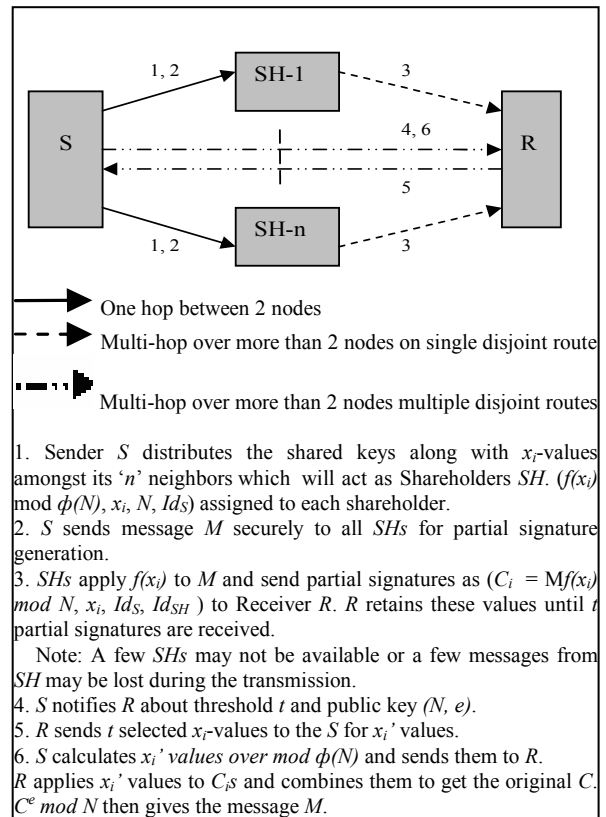 1, 2
SH-1
3
S
4, 6
R
5
1, 2
SH-n
3
One hop between 2 nodes
Multi-hop over more than 2 nodes on single disjoint route
Multi-hop over more than 2 nodes multiple disjoint routes
1. Sender S distributes the shared keys along with xi-values
amongst its ‘n’ neighbors which will act as Shareholders SH. (f(xi)
mod ϕ(N), xi, N, IdS) assigned to each shareholder.
2. S sends message M securely to all SHs for partial signature
generation.
3. SHs apply f(xi) to M and send partial signatures as (Ci = Mf(xi)
mod N, xi, IdS, IdSH ) to Receiver R. R retains these values until t
partial signatures are received.
Note: A few SHs may not be available or a few messages from
SH may be lost during the transmission.
4. S notifies R about threshold t and public key (N, e).
5. R sends t selected xi-values to the S for xi’ values.
6. S calculates xi’ values over mod ϕ(N) and sends them to R.
R applies xi’ values to Cis and combines them to get the original C.
Ce mod N then gives the message M.